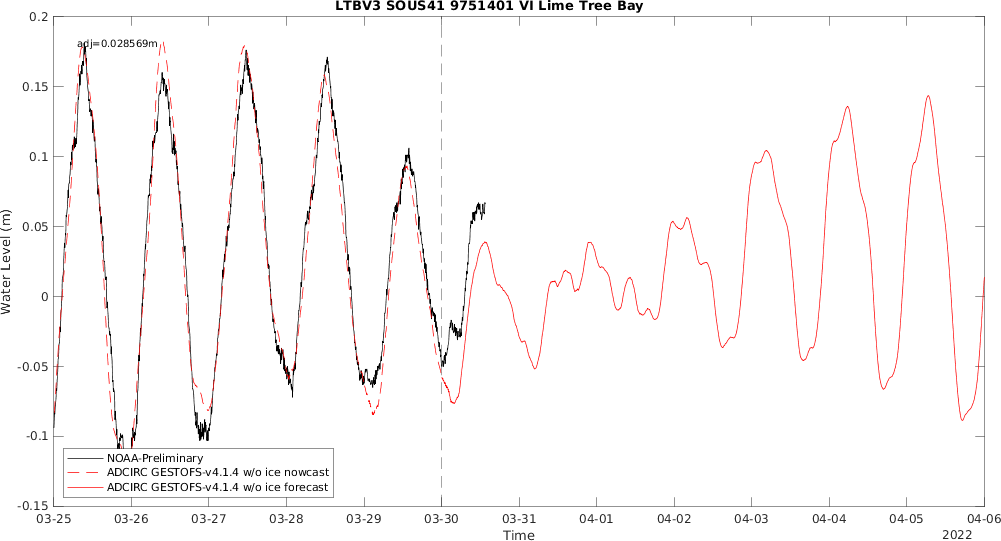 LTBV3 SOUS41 9751401 VI Lime Tree Bay
adj=0.028569m
0.2
0.15
0.1
0.05
0
-0.05
-0.1
-0.15
Water Level (m)
NOAA-Preliminary
ADCIRC GESTOFS-v4.1.4 w/o ice nowcast
ADCIRC GESTOFS-v4.1.4 w/o ice forecast
03-25 03-26 03-27 03-28 03-29 03-30 03-31 04-01 04-02 04-03 04-04 04-05 04-06
Time
2022